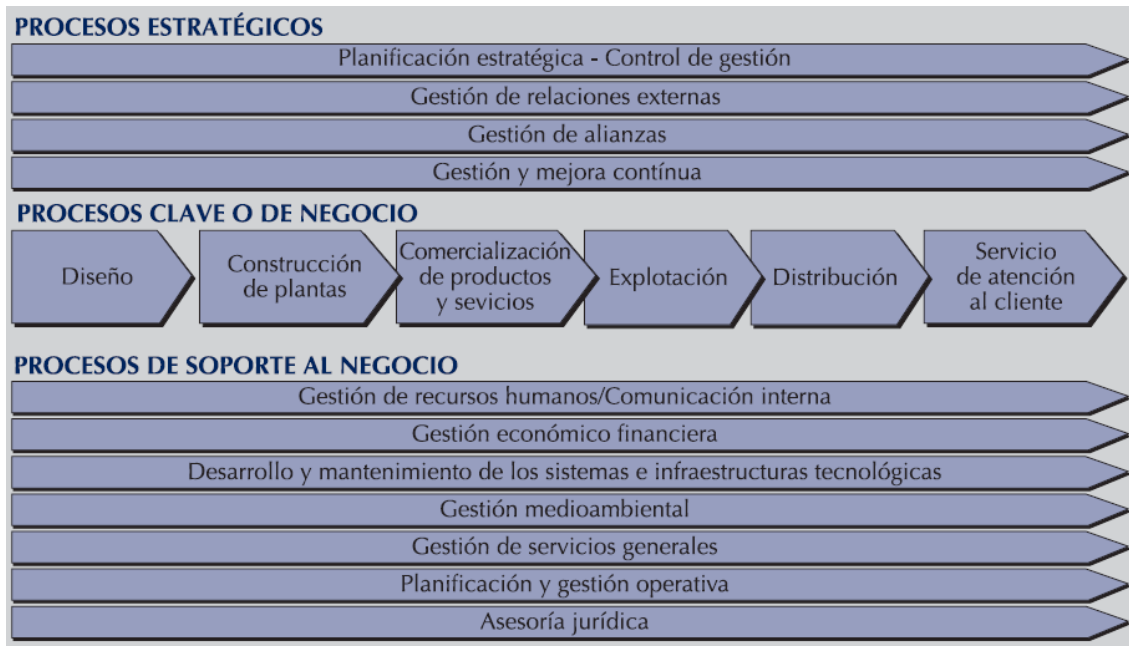 PROCESOS ESTRATÉGICOS
Planificación estratégica - Control de gestión
Gestión de relaciones externas
Gestión de alianzas
Gestión y mejora contínua
PROCESOS CLAVE O DE NEGOCIO
Diseño
Construcción
de plantas
Comercialización
de productos
y sevicios
Explotación
Distribución
Servicio
de atención
al cliente
PROCESOS DE SOPORTE AL NEGOCIO
Gestión de recursos humanos/Comunicación interna
Gestión económico financiera
Desarrollo y mantenimiento de los sistemas e infraestructuras tecnológicas
Gestión medioambiental
Gestión de servicios generales
Planificación y gestión operativa
Asesoría jurídica